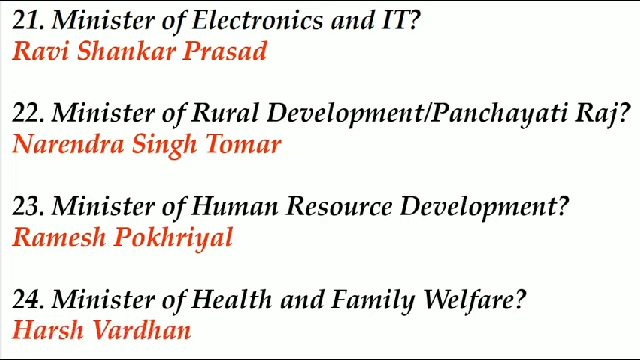 21. Minister of Electronics and IT?
Ravi Shankar Prasad
22. Minister of Rural Development/Panchayati Raj?
Narendra Singh Tomar
23. Minister of Human Resource Development?
Ramesh Pokhriyal
24. Minister of Health and Family Welfare?
Harsh Vardhan